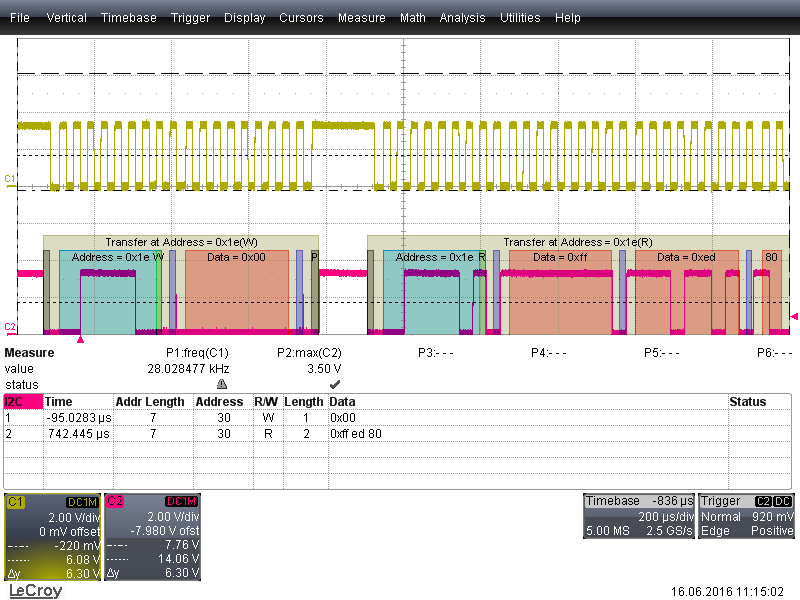 File Vertical Timebase Trigger Display Cursors Measure Math Analysis Utilities Help
C1
Transfer at Address = 0x1e(W) Transfer at Address = 0x1e(R)
Address = 0x1e W Data = 0x00 P Address = 0x1e R Data = 0xff Data = 0xed 80
C2
Measure P1:freq(C1) P2:max(C2) P3:- - - P4:- - - P5:- - - P6:- - -
value 28.028477 kHz 3.50 V
status
I2C Time Addr Length Address R/W Length Data Status
1 -95.0283 µs 7 30 W 1 0x00
2 742.445 µs 7 30 R 2 0xff ed 80
C1 DC1M C2 DC1M Timebase -836 µs Trigger C2 DC
2.00 V/div 2.00 V/div 200 µs/div Normal 920 mV
0 mV offset -7.980 V ofst 5.00 MS 2.5 GS/s Edge Positive
-220 mV 7.76 V
6.08 V 14.06 V
Δy 6.30 V Δy 6.30 V
LeCroy 16.06.2016 11:15:02